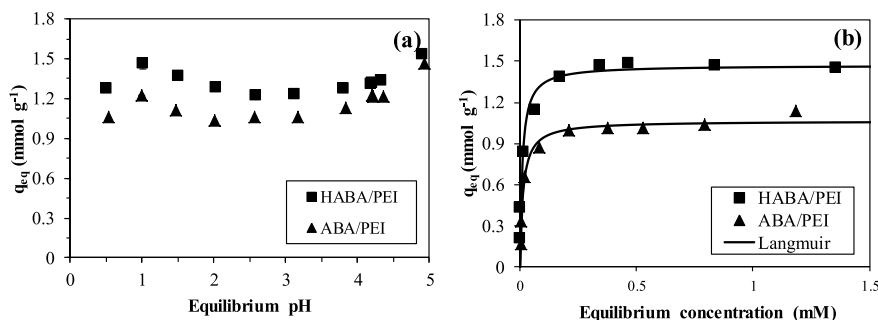 (a)
1.8
1.5
1.2
0.9
0.6
0.3
0
q_eq (mmol g⁻¹)
HABA/PEI
ABA/PEI
0 1 2 3 4 5
Equilibrium pH
(b)
1.8
1.5
1.2
0.9
0.6
0.3
0
q_eq (mmol g⁻¹)
HABA/PEI
ABA/PEI
Langmuir
0 0.5 1 1.5
Equilibrium concentration (mM)